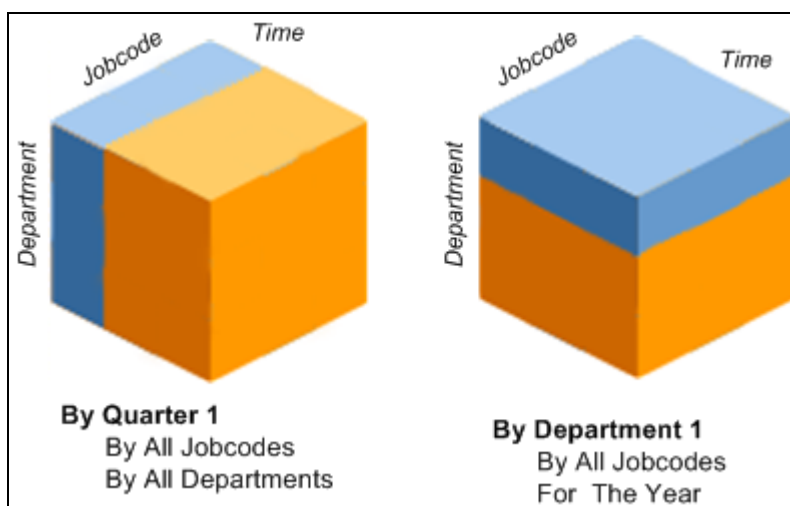 Jobcode
Time
Department
By Quarter 1
By All Jobcodes
By All Departments
Jobcode
Time
Department
By Department 1
By All Jobcodes
For The Year